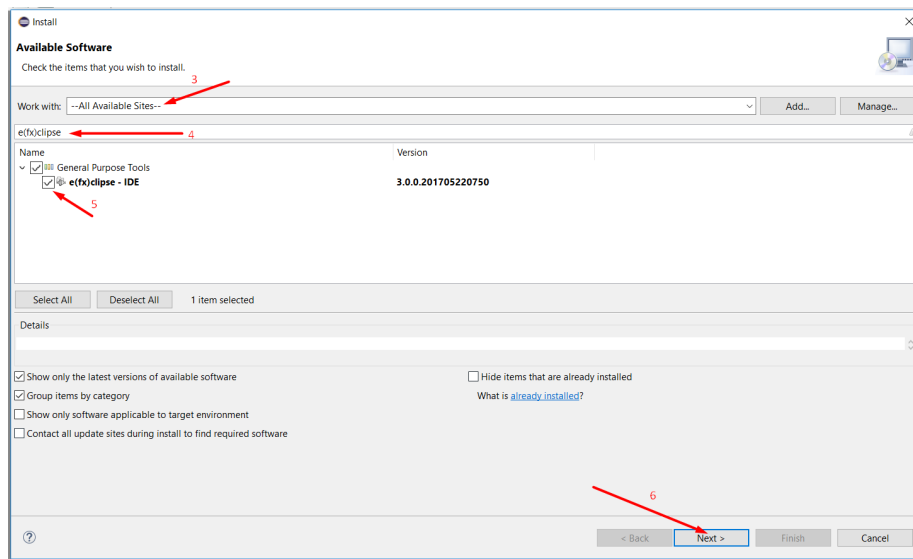 Install
Available Software
Check the items that you wish to install.
3
Work with: --All Available Sites-- Add... Manage...
e(fx)clipse 4
Name Version
General Purpose Tools
e(fx)clipse - IDE 3.0.0.201705220750
5
Select All Deselect All 1 item selected
Details
Show only the latest versions of available software Hide items that are already installed
Group items by category What is already installed?
Show only software applicable to target environment
Contact all update sites during install to find required software
6
? < Back Next > Finish Cancel